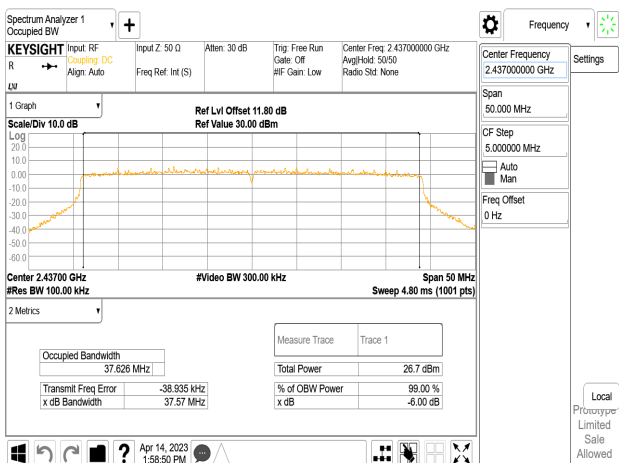 Spectrum Analyzer 1
Occupied BW
Frequency
KEYSIGHT Input: RF Input Z: 50 Ω Atten: 30 dB Trig: Free Run Center Freq: 2.437000000 GHz
R Coupling: DC Gate: Off Avg|Hold: 50/50
Align: Auto Freq Ref: Int (S) #IF Gain: Low Radio Std: None
Center Frequency
2.437000000 GHz
Settings
Span
50.000 MHz
CF Step
5.000000 MHz
Auto
Man
Freq Offset
0 Hz
1 Graph
Ref Lvl Offset 11.80 dB
Scale/Div 10.0 dB Ref Value 30.00 dBm
Log
20.0
10.0
0.00
-10.0
-20.0
-30.0
-40.0
-50.0
-60.0
Center 2.43700 GHz #Video BW 300.00 kHz Span 50 MHz
#Res BW 100.00 kHz Sweep 4.80 ms (1001 pts)
2 Metrics
Measure Trace Trace 1
Occupied Bandwidth
37.626 MHz
Total Power 26.7 dBm
Transmit Freq Error -38.935 kHz % of OBW Power 99.00 %
x dB Bandwidth 37.57 MHz x dB -6.00 dB
Local
Prototype
Limited
Sale
Allowed
Apr 14, 2023
1:58:50 PM